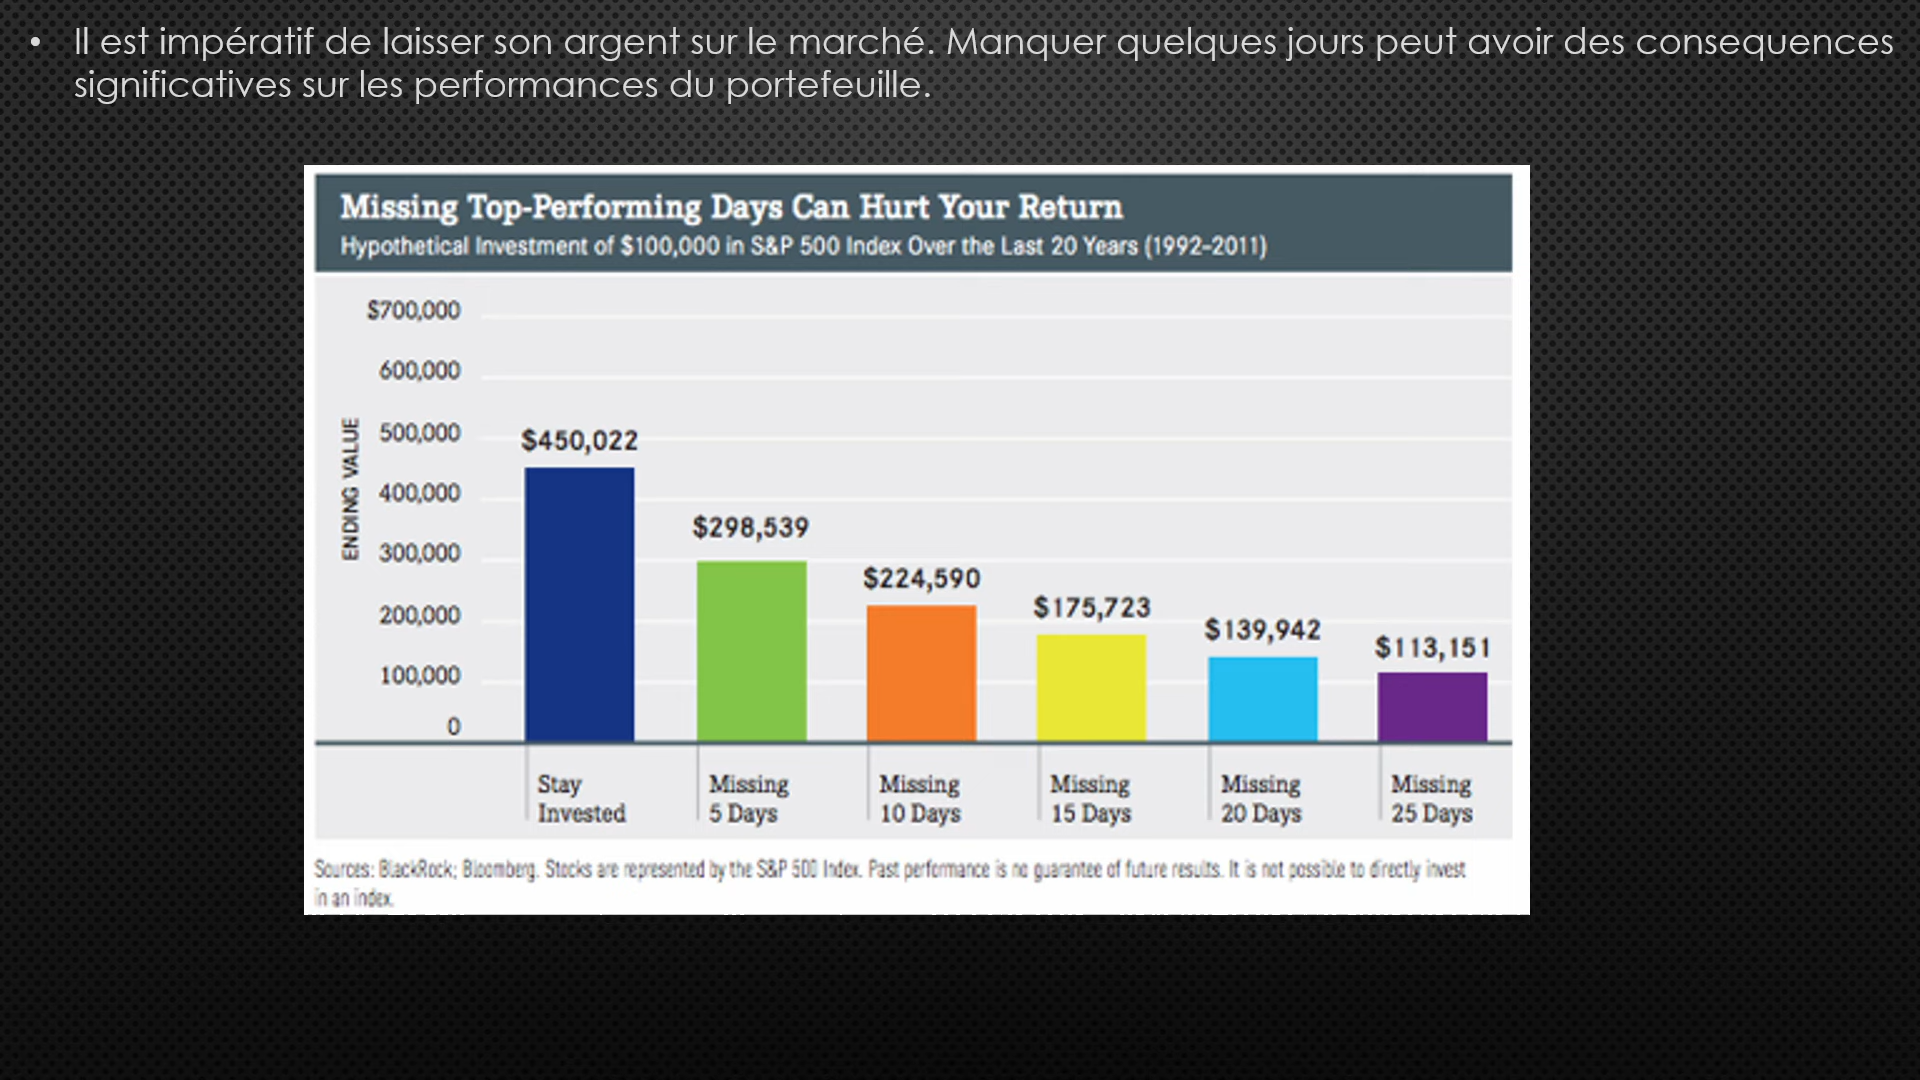 • Il est impératif de laisser son argent sur le marché. Manquer quelques jours peut avoir des consequences
significatives sur les performances du portefeuille.
Missing Top-Performing Days Can Hurt Your Return
Hypothetical Investment of $100,000 in S&P 500 Index Over the Last 20 Years (1992-2011)
ENDING VALUE
$700,000
600,000
500,000
400,000
300,000
200,000
100,000
0
$450,022
$298,539
$224,590
$175,723
$139,942
$113,151
Stay
Invested
Missing
5 Days
Missing
10 Days
Missing
15 Days
Missing
20 Days
Missing
25 Days
Sources: BlackRock; Bloomberg. Stocks are represented by the S&P 500 Index. Past performance is no guarantee of future results. It is not possible to directly invest
in an index.